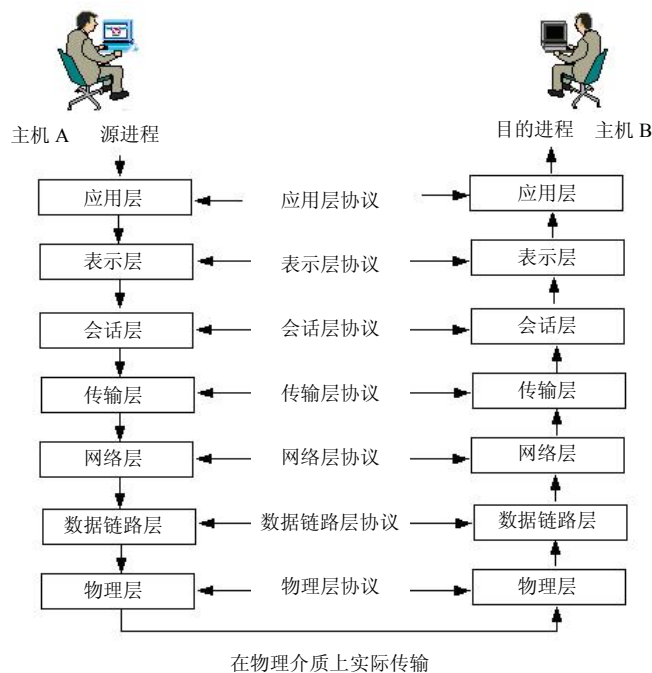 主机 A 源进程 目的进程 主机 B
应用层 应用层协议 应用层
表示层 表示层协议 表示层
会话层 会话层协议 会话层
传输层 传输层协议 传输层
网络层 网络层协议 网络层
数据链路层 数据链路层协议 数据链路层
物理层 物理层协议 物理层
在物理介质上实际传输